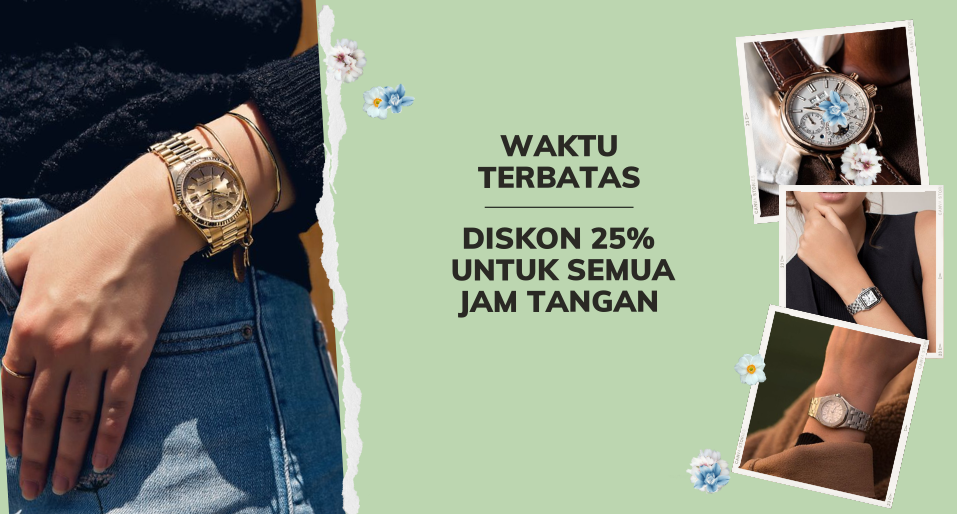 WAKTU
TERBATAS
DISKON 25%
UNTUK SEMUA
JAM TANGAN